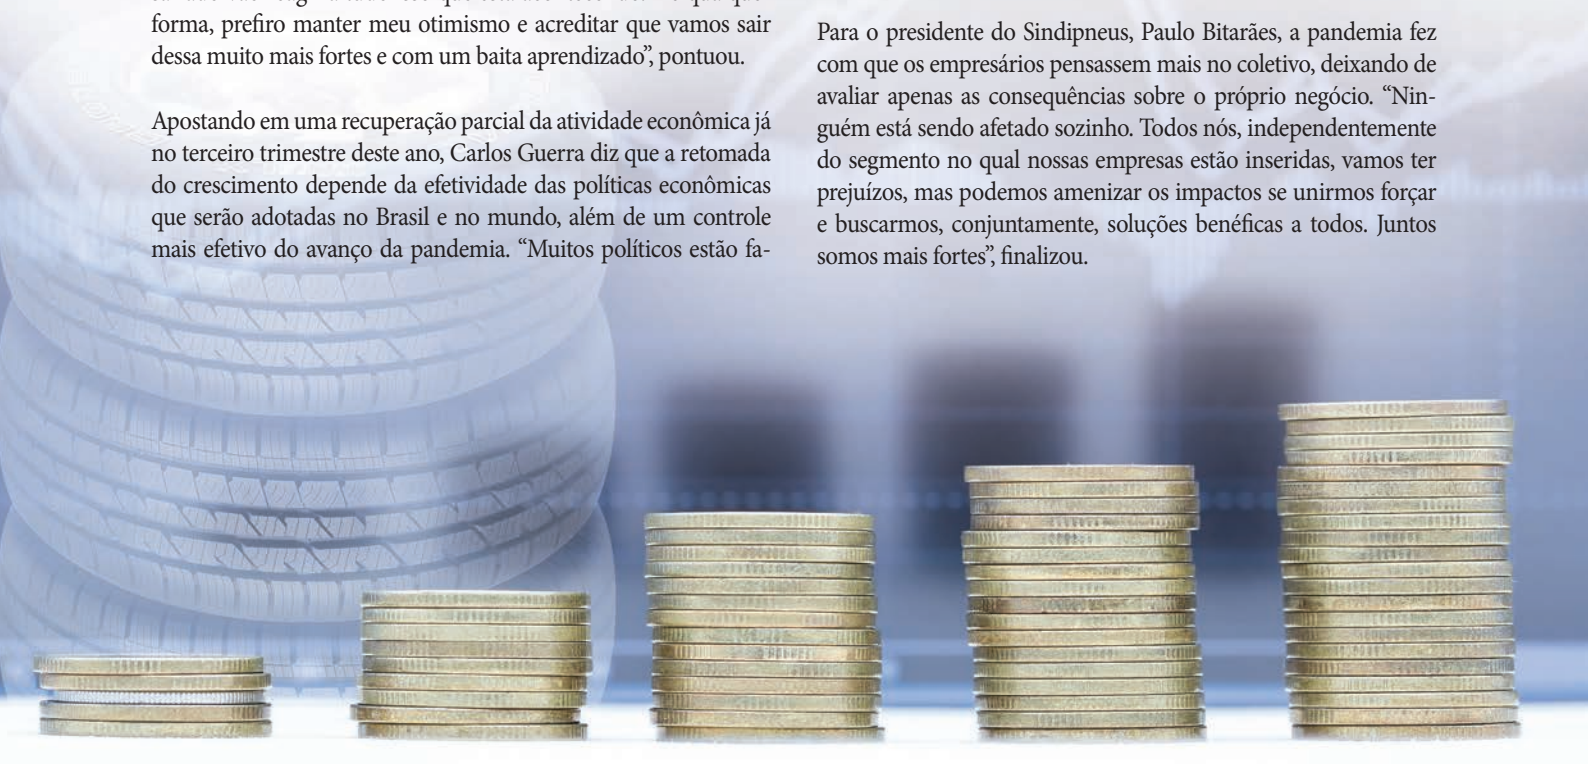 forma, prefiro manter meu otimismo e acreditar que vamos sair
dessa muito mais fortes e com um baita aprendizado”, pontuou.
Apostando em uma recuperação parcial da atividade econômica já
no terceiro trimestre deste ano, Carlos Guerra diz que a retomada
do crescimento depende da efetividade das políticas econômicas
que serão adotadas no Brasil e no mundo, além de um controle
mais efetivo do avanço da pandemia. “Muitos políticos estão fa-
Para o presidente do Sindipneus, Paulo Bitarães, a pandemia fez
com que os empresários pensassem mais no coletivo, deixando de
avaliar apenas as consequências sobre o próprio negócio. “Nin-
guém está sendo afetado sozinho. Todos nós, independentemente
do segmento no qual nossas empresas estão inseridas, vamos ter
prejuízos, mas podemos amenizar os impactos se unirmos forçar
e buscarmos, conjuntamente, soluções benéficas a todos. Juntos
somos mais fortes”, finalizou.